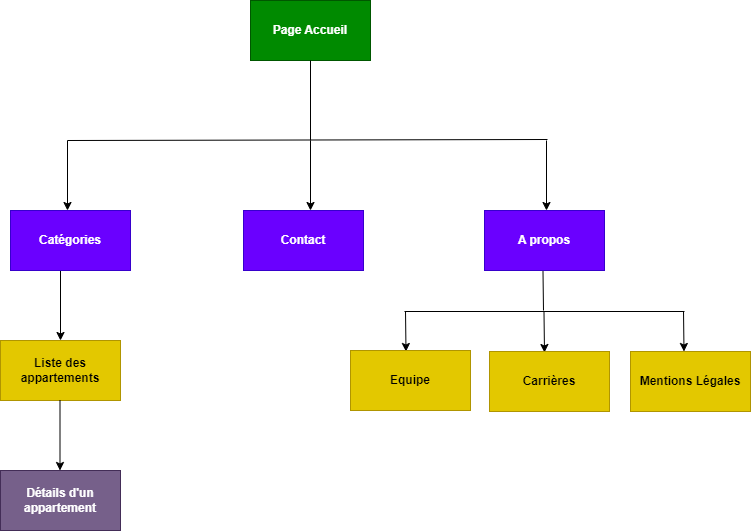 Page Accueil
Catégories
Contact
A propos
Liste des
appartements
Equipe
Carrières
Mentions Légales
Détails d'un
appartement